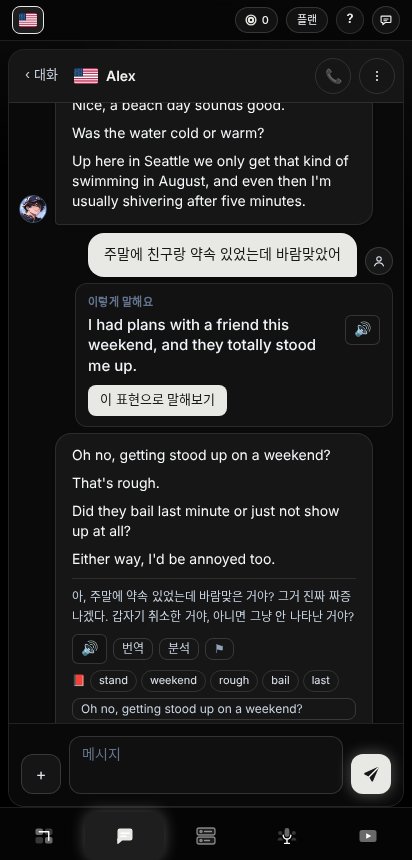 0
플랜
?
‹ 대화
Alex
Nice, a beach day sounds good.
Was the water cold or warm?
Up here in Seattle we only get that kind of
swimming in August, and even then I'm
usually shivering after five minutes.
주말에 친구랑 약속 있었는데 바람맞았어
이렇게 말해요
I had plans with a friend this
weekend, and they totally stood
me up.
이 표현으로 말해보기
Oh no, getting stood up on a weekend?
That's rough.
Did they bail last minute or just not show
up at all?
Either way, I'd be annoyed too.
아, 주말에 약속 있었는데 바람맞은 거야? 그거 진짜 짜증
나겠다. 갑자기 취소한 거야, 아니면 그냥 안 나타난 거야?
번역
분석
stand
weekend
rough
bail
last
Oh no, getting stood up on a weekend?
+
메시지